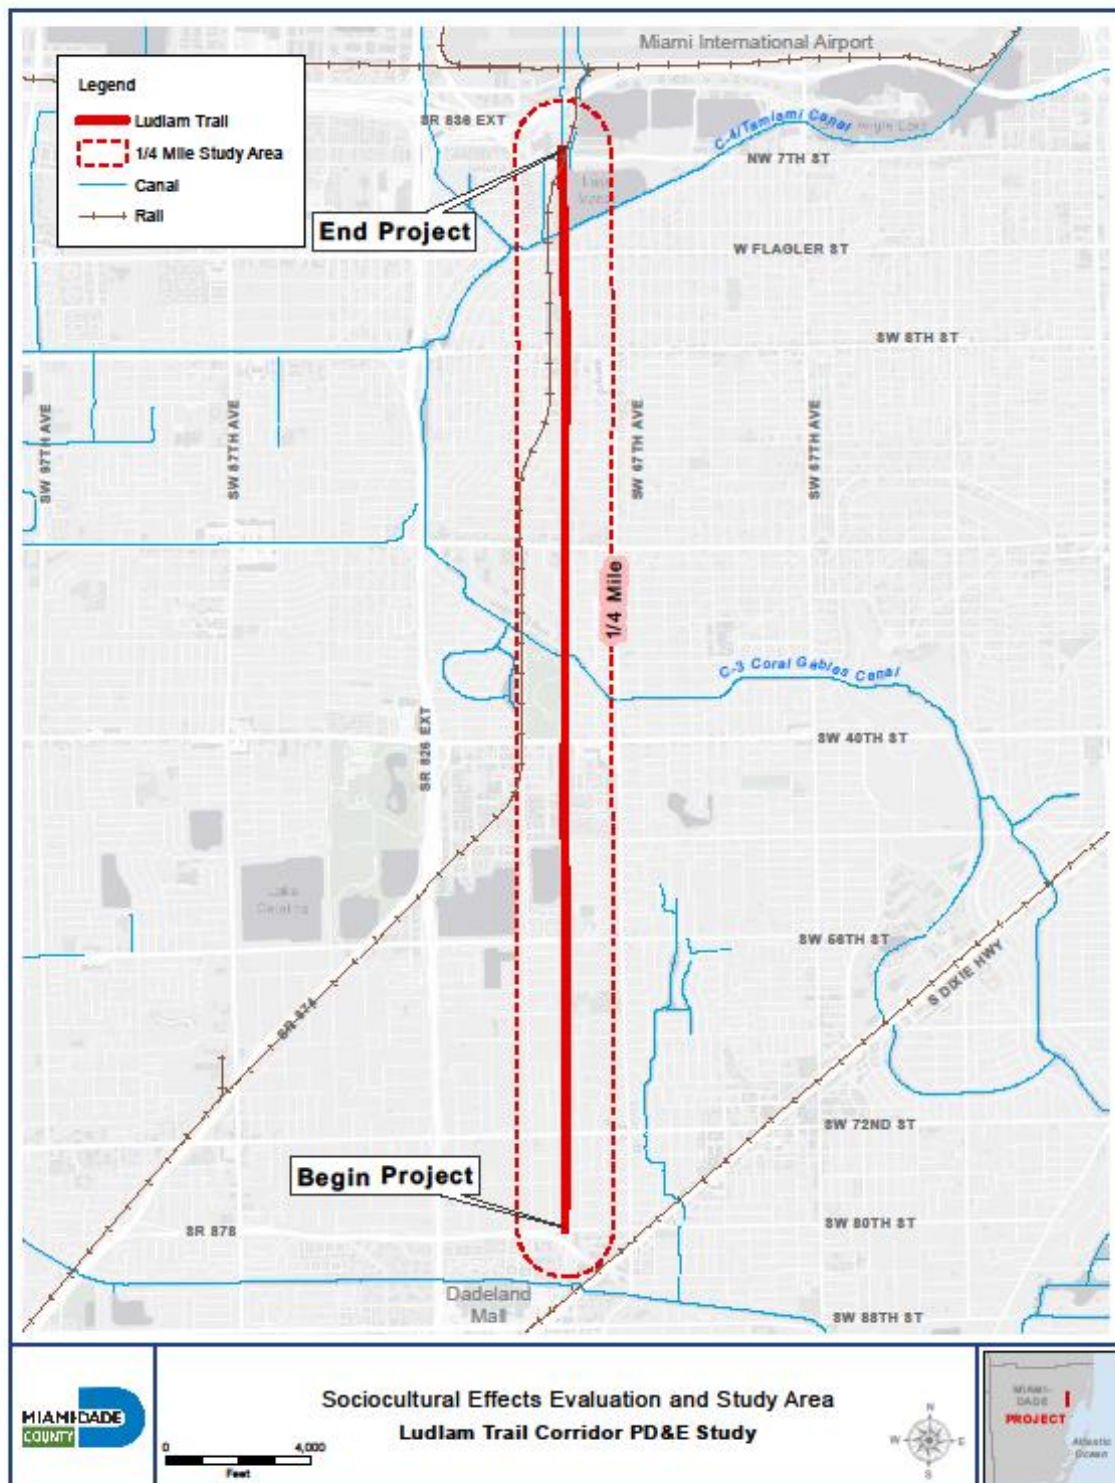 Miami International Airport
Legend
Ludlam Trail
1/4 Mile Study Area
Canal
Rail
SR 836 EXT
C-4/Tamiami Canal
NW 7TH ST
End Project
W FLAGLER ST
SW 8TH ST
SW 97TH AVE
SW 87TH AVE
SW 67TH AVE
SW 57TH AVE
1/4 Mile
C-3 Coral Gables Canal
SR 826 EXT
SW 40TH ST
Lake
Catalina
SW 56TH ST
S DIXIE HWY
SR 874
SW 72ND ST
Begin Project
SR 878
SW 80TH ST
Dadeland
Mall
SW 88TH ST
MIAMI-DADE
COUNTY
0 4,000
Feet
Sociocultural Effects Evaluation and Study Area
Ludlam Trail Corridor PD&E Study
N
W E
S
MIAMI-
DADE
PROJECT
Atlantic
Ocean